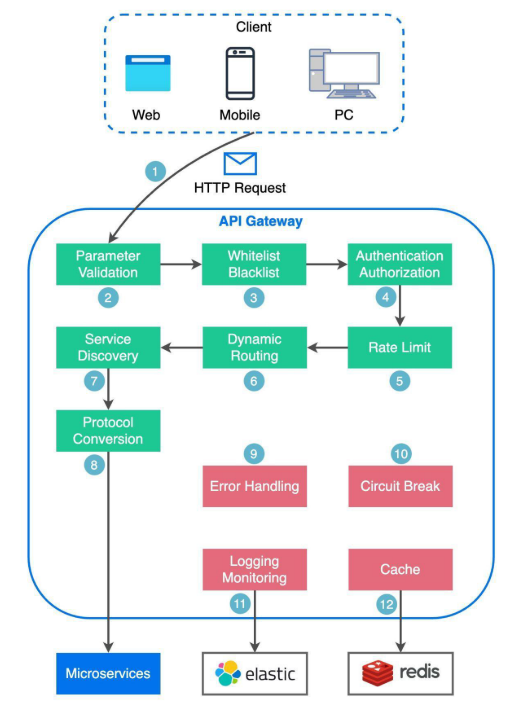 Client
Web
Mobile
PC
1
HTTP Request
API Gateway
Parameter
Validation
2
Whitelist
Blacklist
3
Authentication
Authorization
4
Service
Discovery
7
Dynamic
Routing
6
Rate Limit
5
Protocol
Conversion
8
9
Error Handling
10
Circuit Break
Logging
Monitoring
11
Cache
12
Microservices
elastic
redis